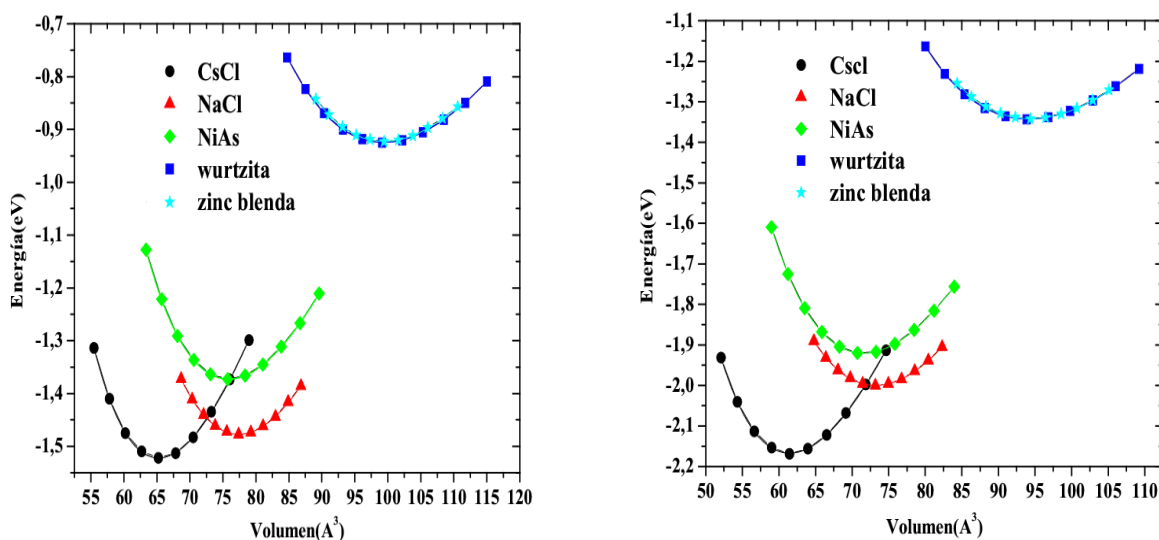 -0,7
-0,8
-0,9
-1,0
-1,1
-1,2
-1,3
-1,4
-1,5
Energía(eV)
CsCl
NaCl
NiAs
wurtzita
zinc blenda
55 60 65 70 75 80 85 90 95 100 105 110 115 120
Volumen(A³)
-1,1
-1,2
-1,3
-1,4
-1,5
-1,6
-1,7
-1,8
-1,9
-2,0
-2,1
-2,2
Energía(eV)
Cscl
NaCl
NiAs
wurtzita
zinc blenda
50 55 60 65 70 75 80 85 90 95 100 105 110
Volumen(A³)